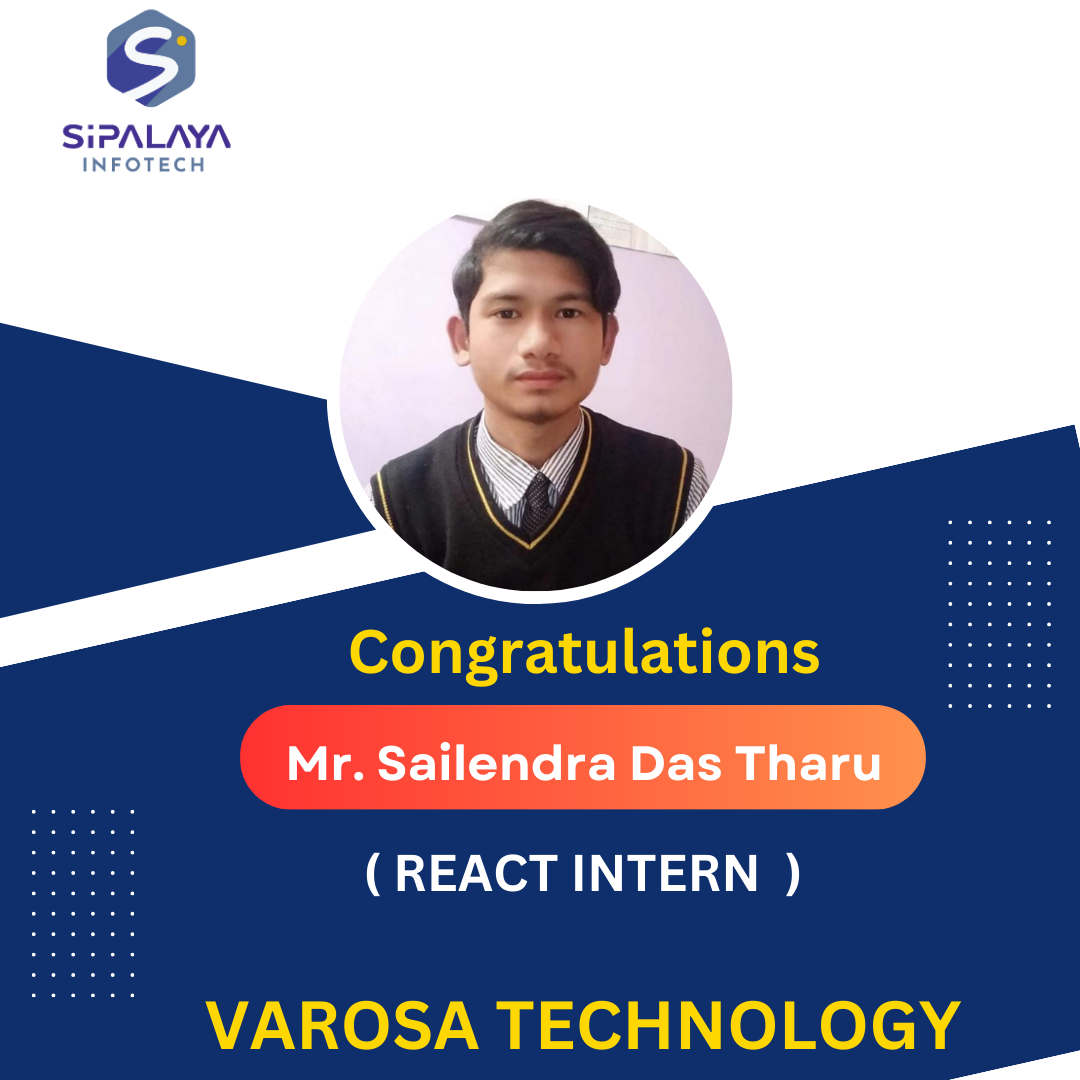 SiPALAYA
INFOTECH
Congratulations
Mr. Sailendra Das Tharu
( REACT INTERN )
VAROSA TECHNOLOGY